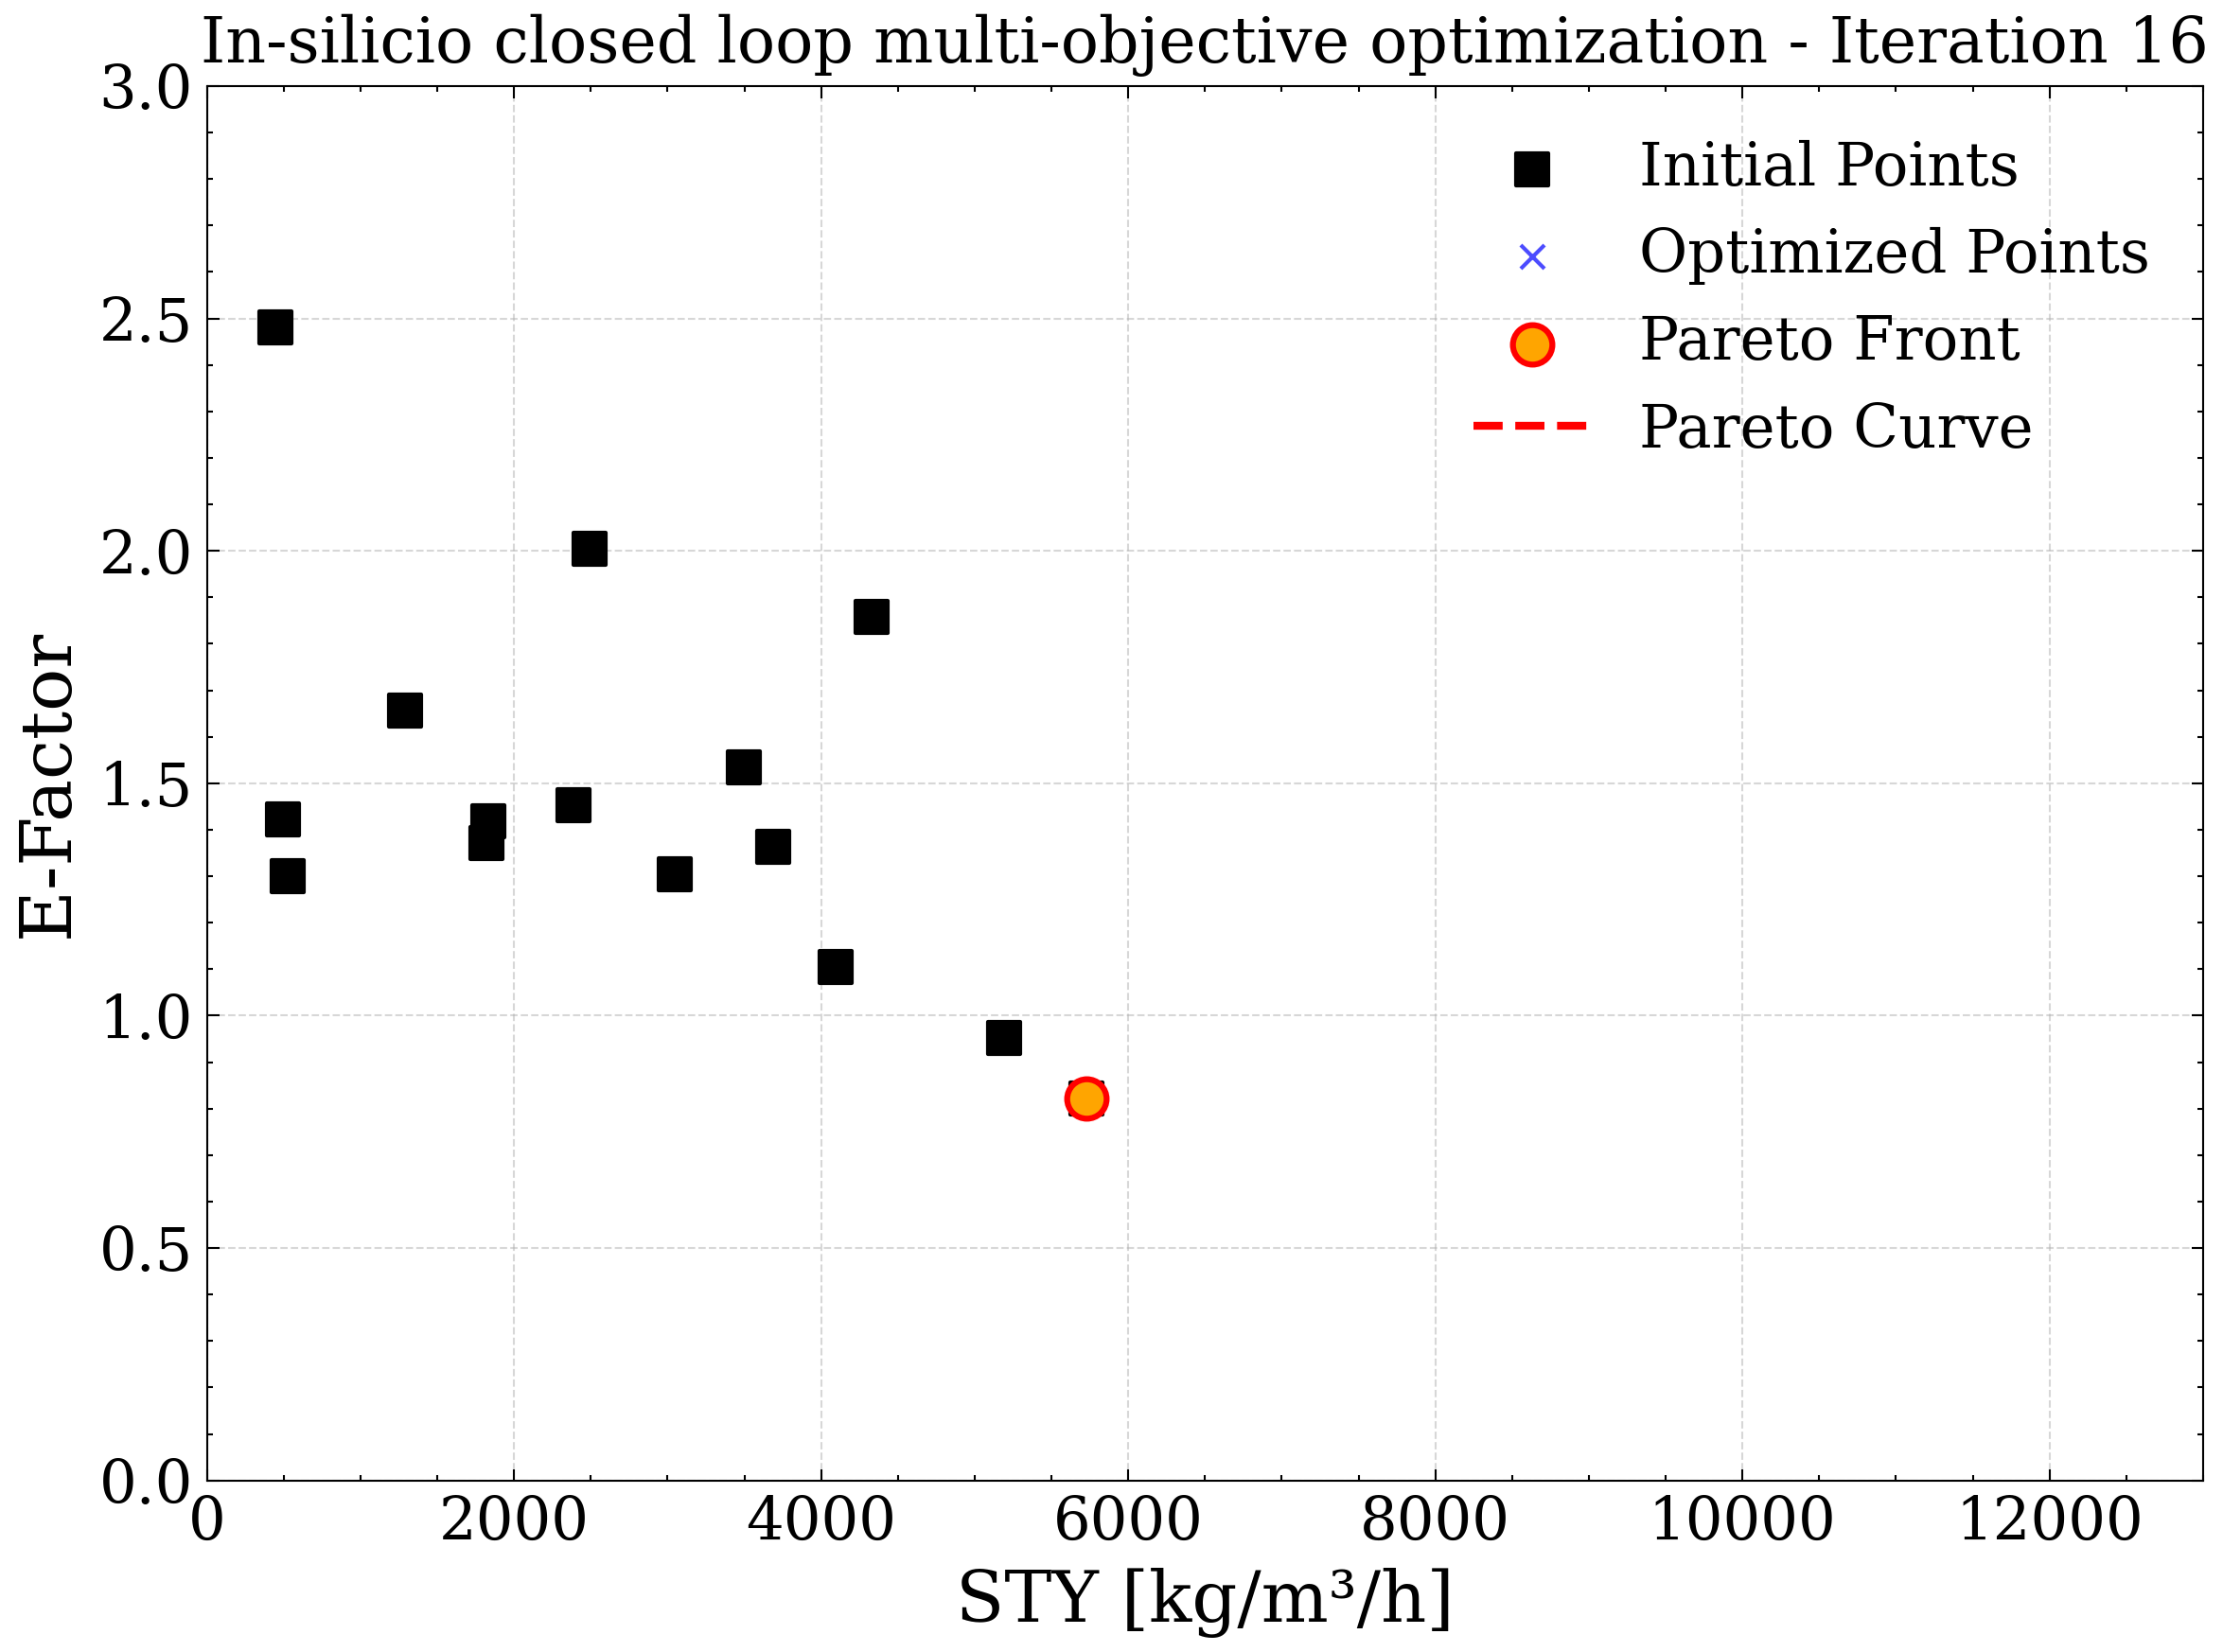 In-silicio closed loop multi-objective optimization - Iteration 16
3.0
2.5
2.0
1.5
1.0
0.5
0.0
E-Factor
Initial Points
Optimized Points
Pareto Front
Pareto Curve
0 2000 4000 6000 8000 10000 12000
STY [kg/m³/h]